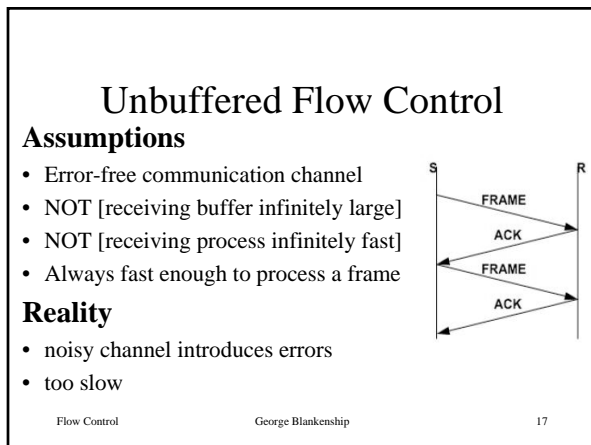 Unbuffered Flow Control
Assumptions
• Error-free communication channel
• NOT [receiving buffer infinitely large]
• NOT [receiving process infinitely fast]
• Always fast enough to process a frame
Reality
• noisy channel introduces errors
• too slow
S R
FRAME
ACK
FRAME
ACK
Flow Control George Blankenship 17